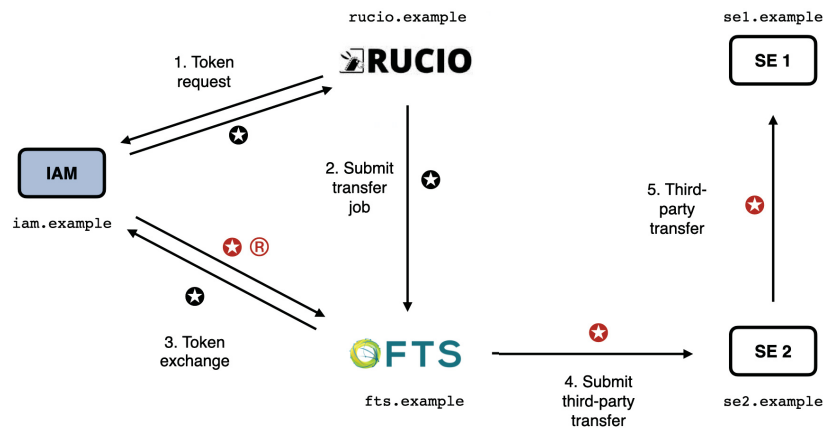 rucio.example
se1.example
1. Token
request
RUCIO
SE 1
IAM
iam.example
2. Submit
transfer
job
5. Third-
party
transfer
R
3. Token
exchange
FTS
SE 2
fts.example
4. Submit
third-party
transfer
se2.example